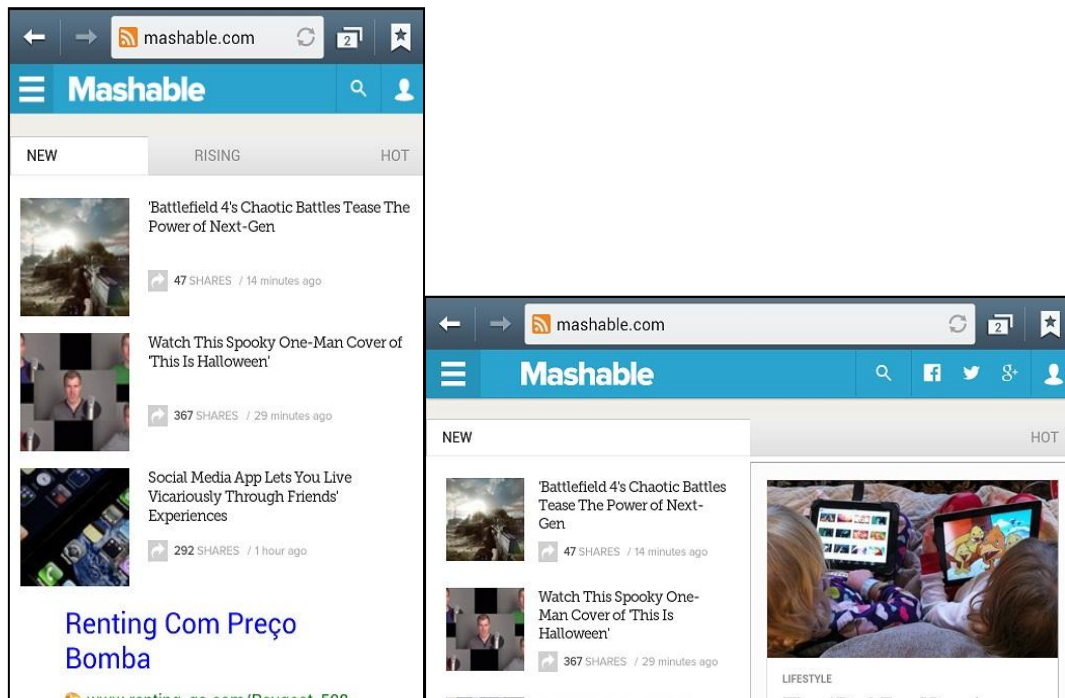 mashable.com
2
Mashable
NEW
RISING
HOT
'Battlefield 4's Chaotic Battles Tease The
Power of Next-Gen
47 SHARES / 14 minutes ago
Watch This Spooky One-Man Cover of
'This Is Halloween'
367 SHARES / 29 minutes ago
Social Media App Lets You Live
Vicariously Through Friends'
Experiences
292 SHARES / 1 hour ago
Renting Com Preço
Bomba
mashable.com
2
Mashable
g+
NEW
HOT
'Battlefield 4's Chaotic Battles
Tease The Power of Next-
Gen
47 SHARES / 14 minutes ago
Watch This Spooky One-
Man Cover of 'This Is
Halloween'
367 SHARES / 29 minutes ago
LIFESTYLE